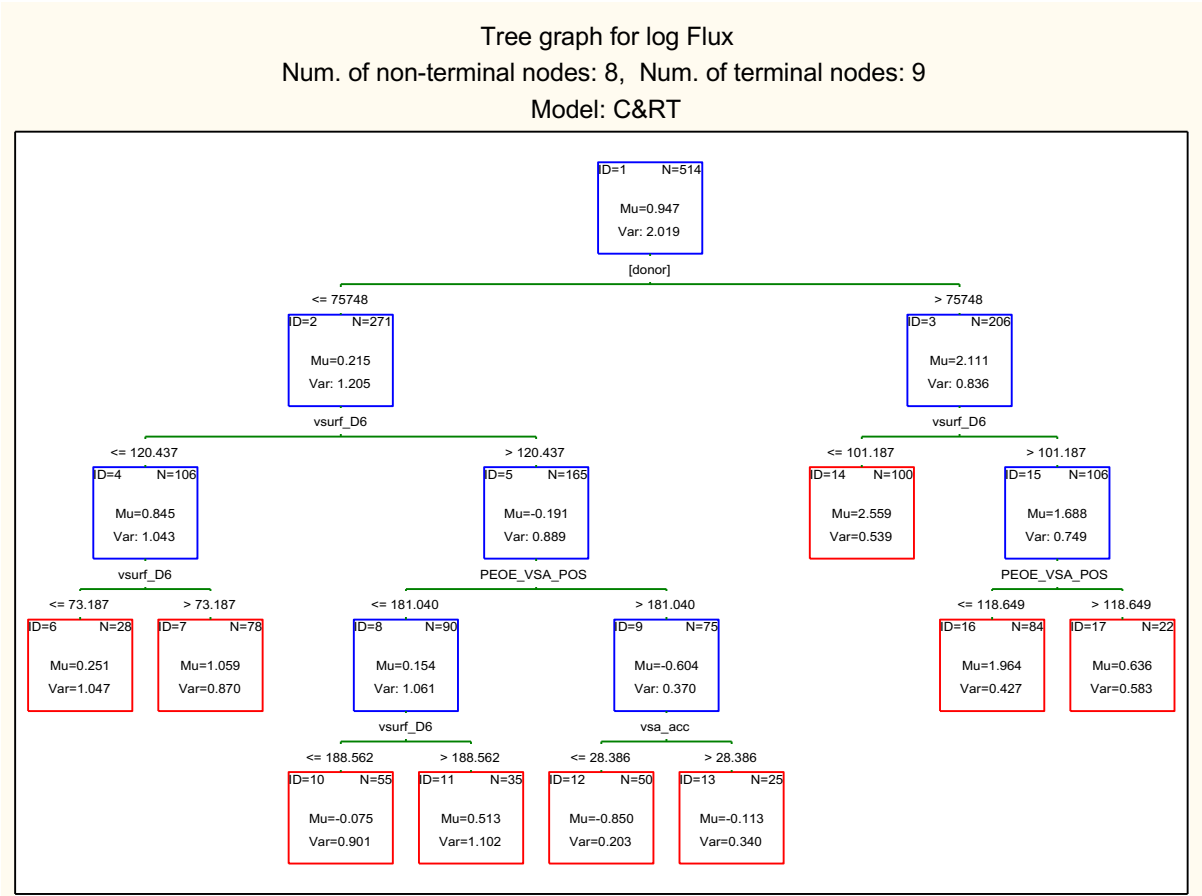 Tree graph for log Flux
Num. of non-terminal nodes: 8,  Num. of terminal nodes: 9
Model: C&RT
ID=1 N=514
Mu=0.947
Var: 2.019
[donor]
<= 75748 > 75748
ID=2 N=271 ID=3 N=206
Mu=0.215 Mu=2.111
Var: 1.205 Var: 0.836
vsurf_D6 vsurf_D6
<= 120.437 > 120.437 <= 101.187 > 101.187
ID=4 N=106 ID=5 N=165 ID=14 N=100 ID=15 N=106
Mu=0.845 Mu=-0.191 Mu=2.559 Mu=1.688
Var: 1.043 Var: 0.889 Var=0.539 Var: 0.749
vsurf_D6 PEOE_VSA_POS PEOE_VSA_POS
<= 73.187 > 73.187 <= 181.040 > 181.040 <= 118.649 > 118.649
ID=6 N=28 ID=7 N=78 ID=8 N=90 ID=9 N=75 ID=16 N=84 ID=17 N=22
Mu=0.251 Mu=1.059 Mu=0.154 Mu=-0.604 Mu=1.964 Mu=0.636
Var=1.047 Var=0.870 Var: 1.061 Var: 0.370 Var=0.427 Var=0.583
vsurf_D6 vsa_acc
<= 188.562 > 188.562 <= 28.386 > 28.386
ID=10 N=55 ID=11 N=35 ID=12 N=50 ID=13 N=25
Mu=-0.075 Mu=0.513 Mu=-0.850 Mu=-0.113
Var=0.901 Var=1.102 Var=0.203 Var=0.340